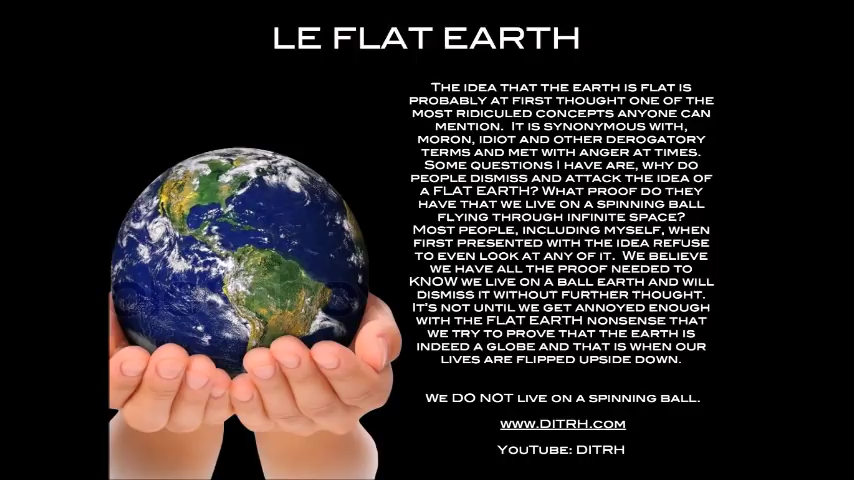 LE FLAT EARTH
THE IDEA THAT THE EARTH IS FLAT IS
PROBABLY AT FIRST THOUGHT ONE OF THE
MOST RIDICULED CONCEPTS ANYONE CAN
MENTION. IT IS SYNONYMOUS WITH,
MORON, IDIOT AND OTHER DEROGATORY
TERMS AND MET WITH ANGER AT TIMES.
SOME QUESTIONS I HAVE ARE, WHY DO
PEOPLE DISMISS AND ATTACK THE IDEA OF
A FLAT EARTH? WHAT PROOF DO THEY
HAVE THAT WE LIVE ON A SPINNING BALL
FLYING THROUGH INFINITE SPACE?
MOST PEOPLE, INCLUDING MYSELF, WHEN
FIRST PRESENTED WITH THE IDEA REFUSE
TO EVEN LOOK AT ANY OF IT. WE BELIEVE
WE HAVE ALL THE PROOF NEEDED TO
KNOW WE LIVE ON A BALL EARTH AND WILL
DISMISS IT WITHOUT FURTHER THOUGHT.
IT'S NOT UNTIL WE GET ANNOYED ENOUGH
WITH THE FLAT EARTH NONSENSE THAT
WE TRY TO PROVE THAT THE EARTH IS
INDEED A GLOBE AND THAT IS WHEN OUR
LIVES ARE FLIPPED UPSIDE DOWN.
WE DO NOT LIVE ON A SPINNING BALL.
WWW.DITRH.COM
YOUTUBE: DITRH